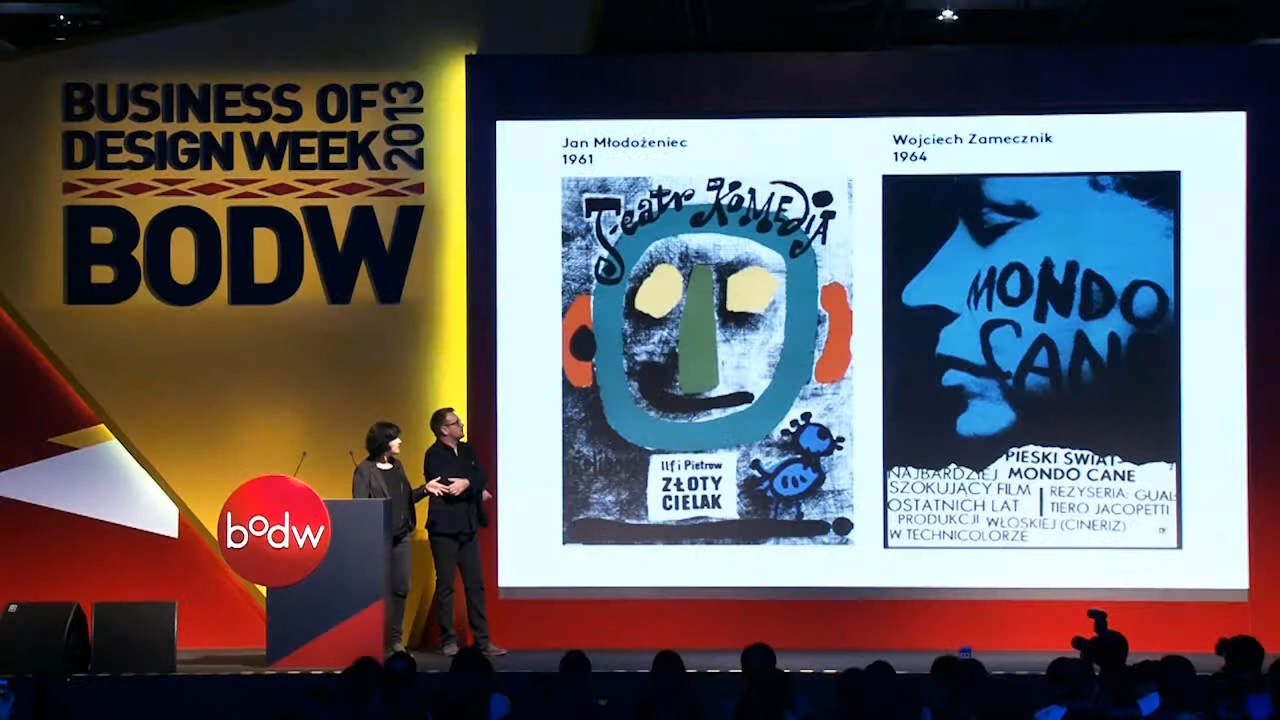 BUSINESS OF
DESIGN WEEK
2013
BODW
bodw
Jan Młodożeniec
1961
Teatr KOMEDIA
Ilf i Pietrow
ZŁOTY
CIELAK
Wojciech Zamecznik
1964
MONDO
CANE
PIESKI ŚWIAT
NAJBARDZIEJ MONDO CANE
SZOKUJĄCY FILM
OSTATNICH LAT
REŻYSERIA: GUAL
TIERO JACOPETTI
PRODUKCJI WŁOSKIEJ (CINERIZ)
W TECHNICOLORZE